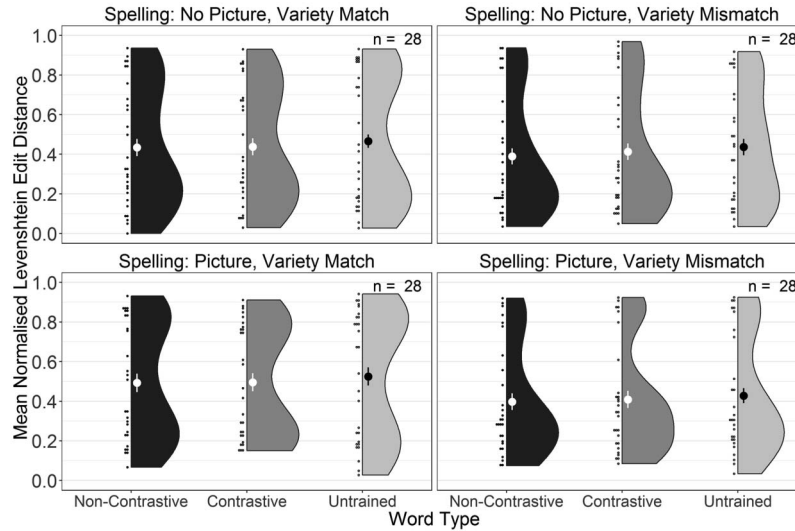 Spelling: No Picture, Variety Match
Spelling: No Picture, Variety Mismatch
n = 28
n = 28
1.0
0.8
0.6
0.4
0.2
0.0
Spelling: Picture, Variety Match
Spelling: Picture, Variety Mismatch
n = 28
n = 28
1.0
0.8
0.6
0.4
0.2
0.0
Mean Normalised Levenshtein Edit Distance
Non-Contrastive Contrastive Untrained
Non-Contrastive Contrastive Untrained
Word Type